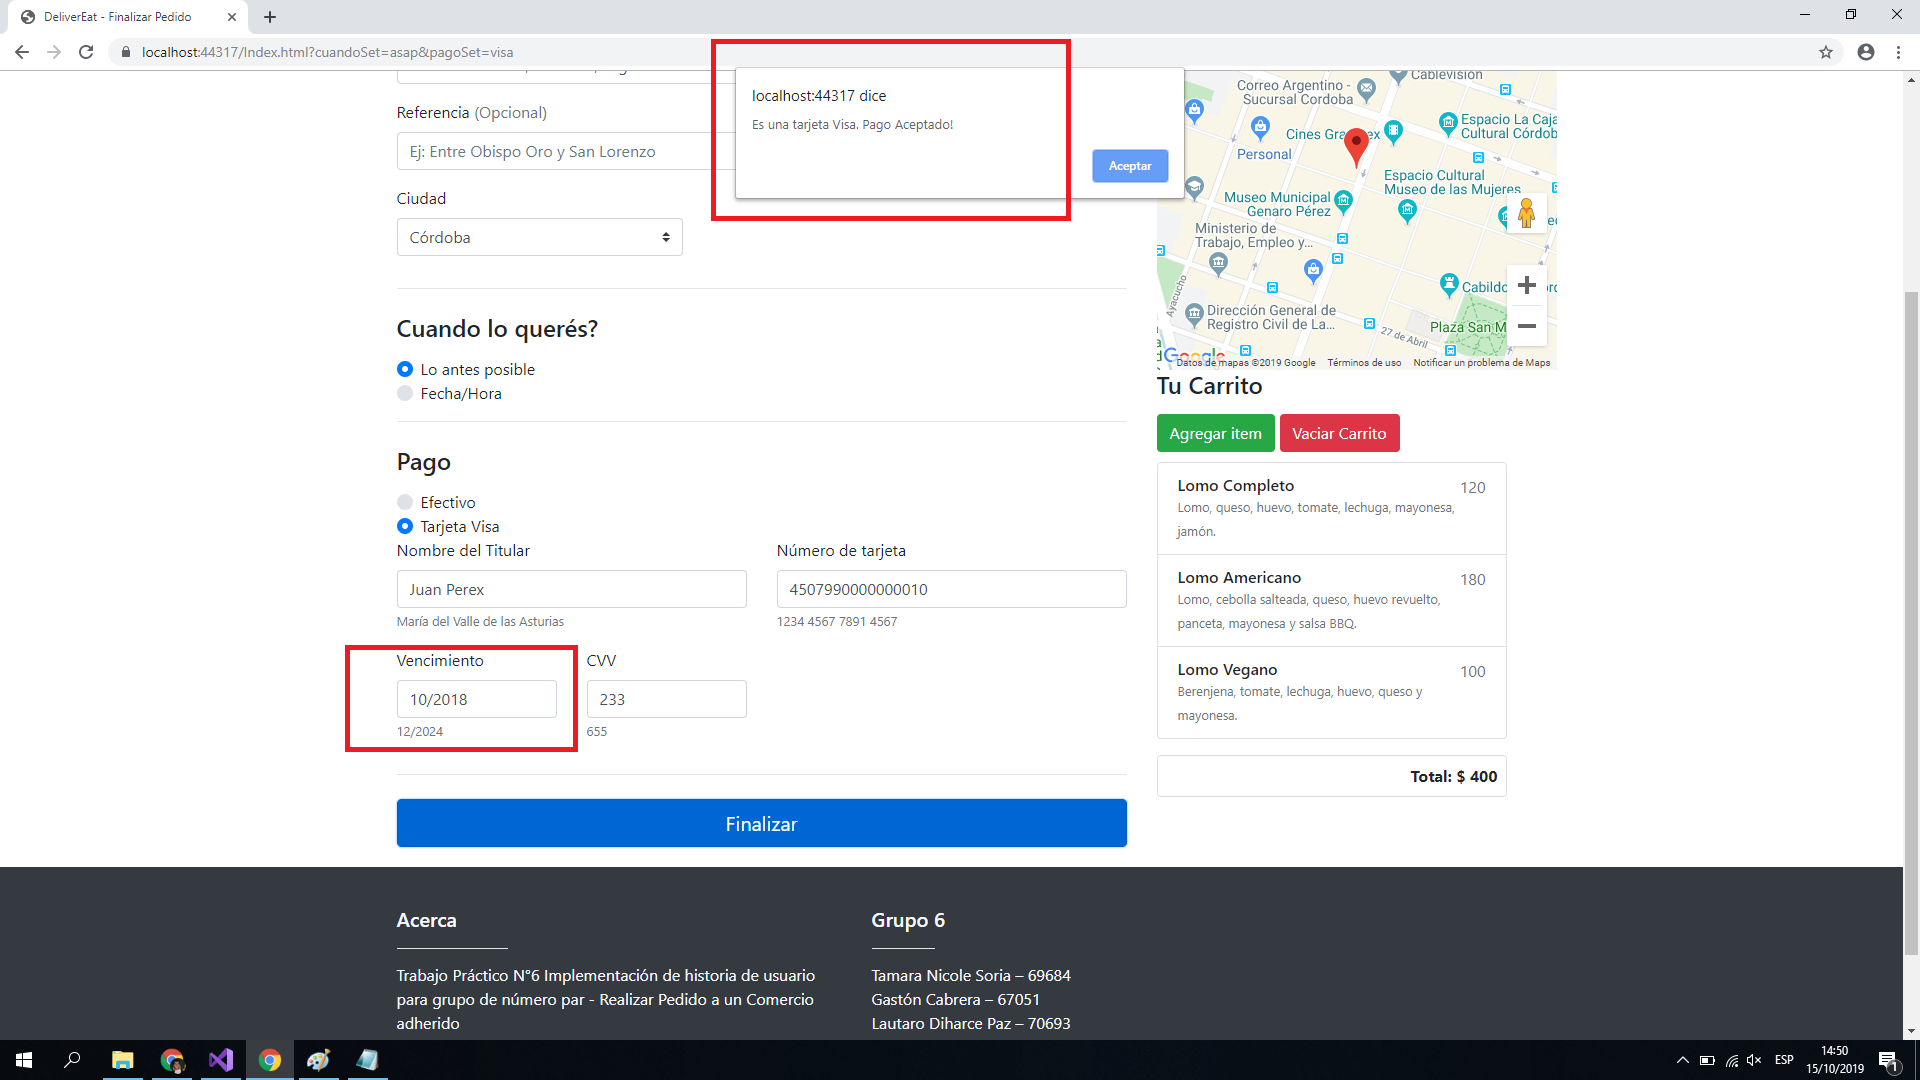 DeliverEat - Finalizar Pedido
localhost:44317/Index.html?cuandoSet=asap&pagoSet=visa
localhost:44317 dice
Es una tarjeta Visa. Pago Aceptado!
Aceptar
Referencia (Opcional)
Ej: Entre Obispo Oro y San Lorenzo
Ciudad
Córdoba
Cuando lo querés?
Lo antes posible
Fecha/Hora
Pago
Efectivo
Tarjeta Visa
Nombre del Titular
Juan Perex
María del Valle de las Asturias
Número de tarjeta
4507990000000010
1234 4567 7891 4567
Vencimiento
10/2018
12/2024
CVV
233
655
Finalizar
Cablevisión
Correo Argentino -
Sucursal Cordoba
Espacio La Caja
Cultural Córdob
Cines Gra
ex
Personal
Espacio Cultural
Museo de las Mujeres
Museo Municipal
Genaro Pérez
Ministerio de
Trabajo, Empleo y...
Ayacucho
Cabildo
Dirección General de
Registro Civil de La...
27 de Abril
Plaza San M
Google
Datos de mapas ©2019 Google
Términos de uso
Notificar un problema de Maps
Tu Carrito
Agregar item
Vaciar Carrito
Lomo Completo
120
Lomo, queso, huevo, tomate, lechuga, mayonesa,
jamón.
Lomo Americano
180
Lomo, cebolla salteada, queso, huevo revuelto,
panceta, mayonesa y salsa BBQ.
Lomo Vegano
100
Berenjena, tomate, lechuga, huevo, queso y
mayonesa.
Total: $ 400
Acerca
Trabajo Práctico N°6 Implementación de historia de usuario
para grupo de número par - Realizar Pedido a un Comercio
adherido
Grupo 6
Tamara Nicole Soria – 69684
Gastón Cabrera – 67051
Lautaro Diharce Paz – 70693
ESP
14:50
15/10/2019
1